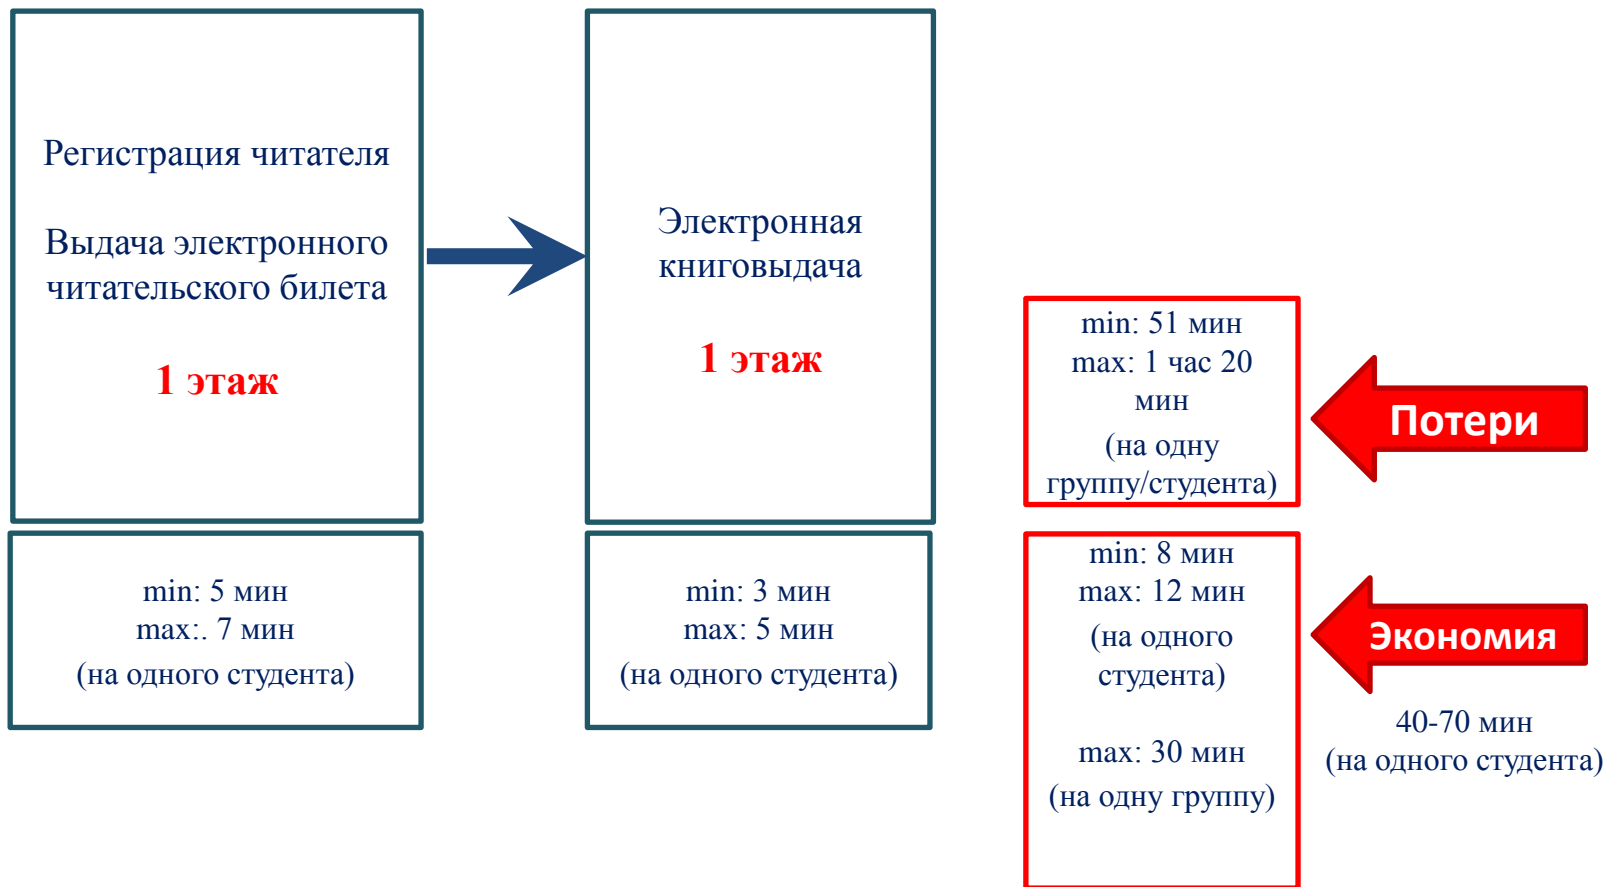 Регистрация читателя
Выдача электронного
читательского билета
1 этаж
Электронная
книговыдача
1 этаж
min: 5 мин
max:. 7 мин
(на одного студента)
min: 3 мин
max: 5 мин
(на одного студента)
min: 51 мин
max: 1 час 20
мин
(на одну
группу/студента)
Потери
min: 8 мин
max: 12 мин
(на одного
студента)
max: 30 мин
(на одну группу)
Экономия
40-70 мин
(на одного студента)